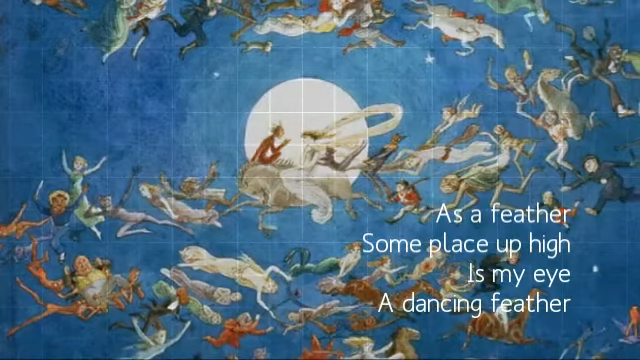 As a feather
Some place up high
Is my eye
A dancing feather